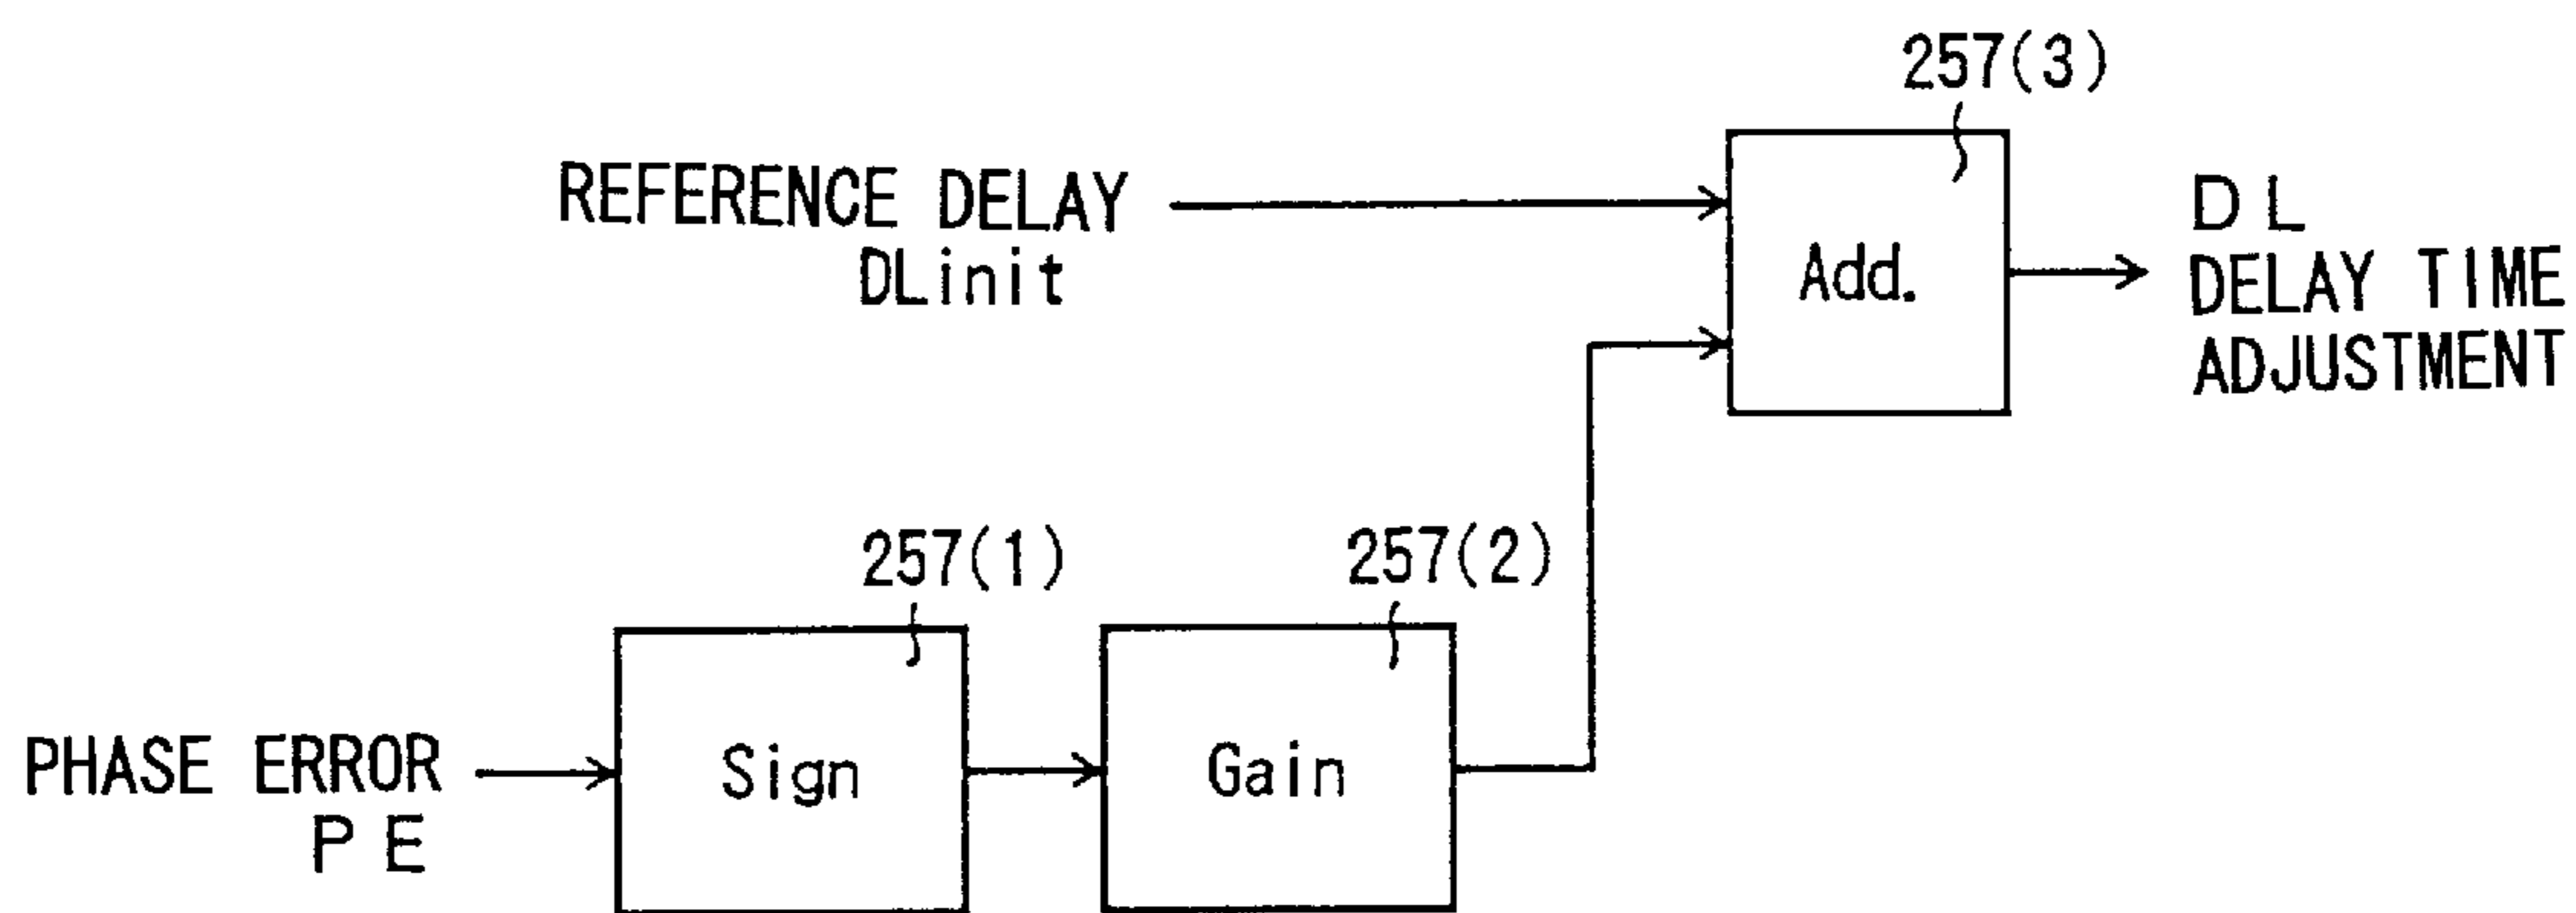 257(3)
REFERENCE DELAY
DLinit
Add.
DL
DELAY TIME
ADJUSTMENT
257(1)
257(2)
PHASE ERROR
PE
Sign
Gain